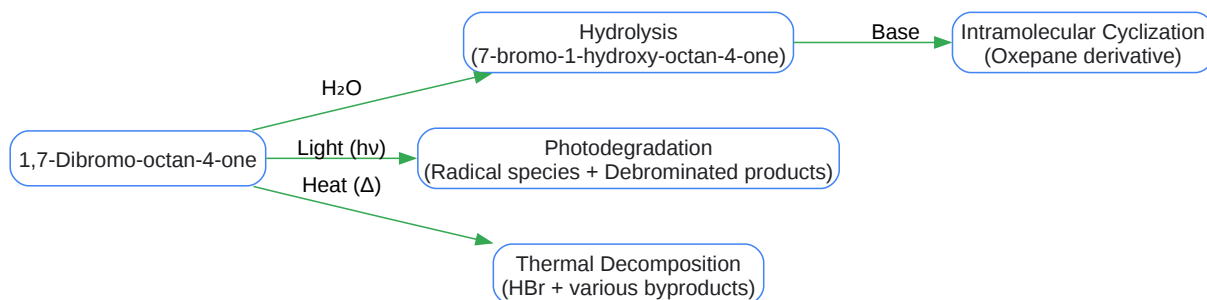 Hydrolysis
(7-bromo-1-hydroxy-octan-4-one)
Base
Intramolecular Cyclization
(Oxepane derivative)
H₂O
1,7-Dibromo-octan-4-one
Light (hν)
Photodegradation
(Radical species + Debrominated products)
Heat (Δ)
Thermal Decomposition
(HBr + various byproducts)